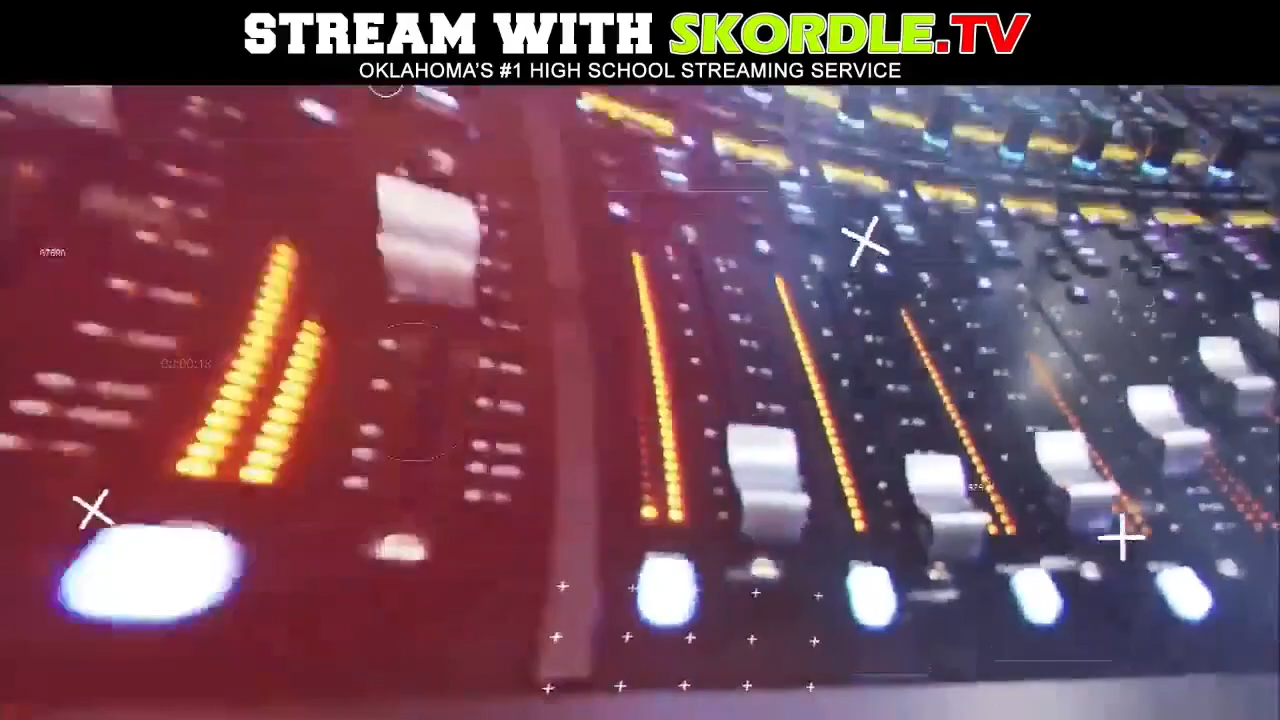 STREAM WITH SKORDLE.TV
OKLAHOMA'S #1 HIGH SCHOOL STREAMING SERVICE